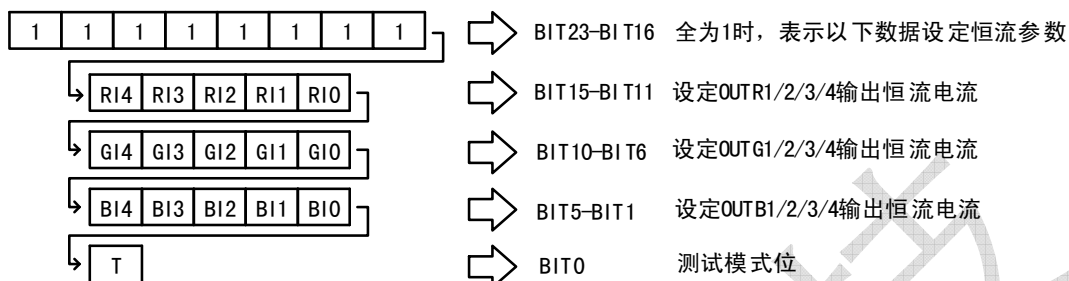 1 1 1 1 1 1 1 1 BIT23-BIT16 全为1时，表示以下数据设定恒流参数
RI4 RI3 RI2 RI1 RI0 BIT15-BIT11 设定OUTR1/2/3/4输出恒流电流
GI4 GI3 GI2 GI1 GI0 BIT10-BIT6 设定OUTG1/2/3/4输出恒流电流
BI4 BI3 BI2 BI1 BI0 BIT5-BIT1 设定OUTB1/2/3/4输出恒流电流
T BIT0 测试模式位